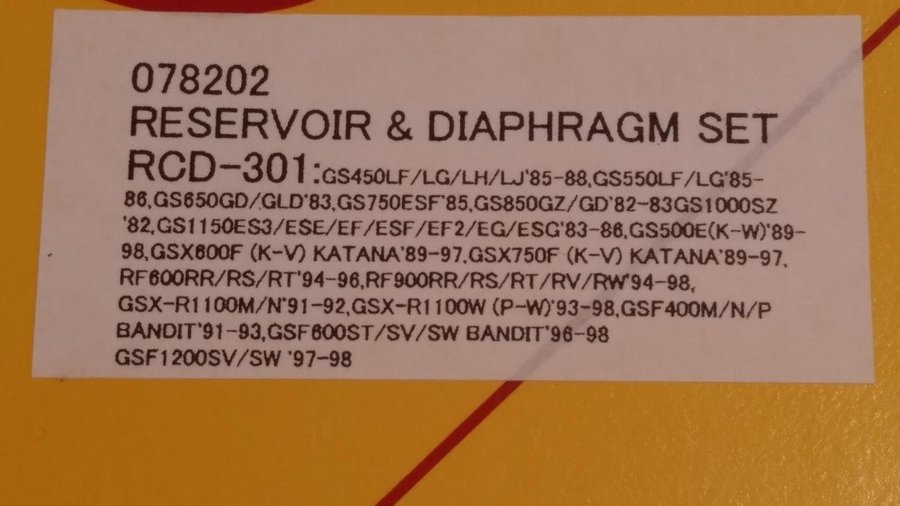 078202
RESERVOIR & DIAPHRAGM SET
RCD-301:GS450LF/LG/LH/LJ'85-88,GS550LF/LG'85-
86,GS650GD/GLD'83,GS750ESF'85,GS850GZ/GD'82-83GS1000SZ
'82,GS1150ES3/ESE/EF/ESF/EF2/EG/ESG'83-86,GS500E(K-W)'89-
98,GSX600F (K-V) KATANA'89-97,GSX750F (K-V) KATANA'89-97,
RF600RR/RS/RT'94-96,RF900RR/RS/RT/RV/RW'94-98,
GSX-R1100M/N'91-92,GSX-R1100W (P-W)'93-98,GSF400M/N/P
BANDIT'91-93,GSF600ST/SV/SW BANDIT'96-98
GSF1200SV/SW '97-98